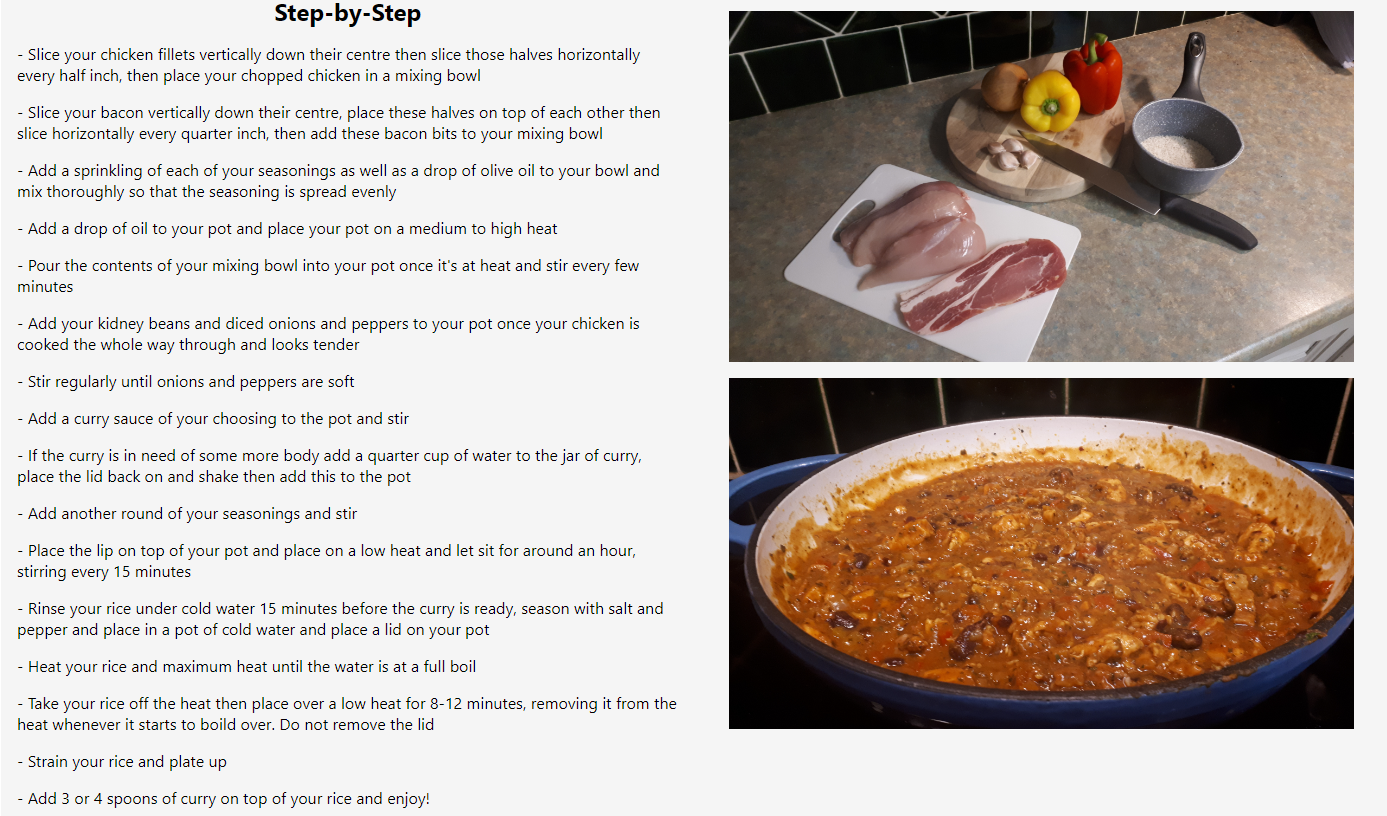 Step-by-Step
- Slice your chicken fillets vertically down their centre then slice those halves horizontally
every half inch, then place your chopped chicken in a mixing bowl
- Slice your bacon vertically down their centre, place these halves on top of each other then
slice horizontally every quarter inch, then add these bacon bits to your mixing bowl
- Add a sprinkling of each of your seasonings as well as a drop of olive oil to your bowl and
mix thoroughly so that the seasoning is spread evenly
- Add a drop of oil to your pot and place your pot on a medium to high heat
- Pour the contents of your mixing bowl into your pot once it's at heat and stir every few
minutes
- Add your kidney beans and diced onions and peppers to your pot once your chicken is
cooked the whole way through and looks tender
- Stir regularly until onions and peppers are soft
- Add a curry sauce of your choosing to the pot and stir
- If the curry is in need of some more body add a quarter cup of water to the jar of curry,
place the lid back on and shake then add this to the pot
- Add another round of your seasonings and stir
- Place the lip on top of your pot and place on a low heat and let sit for around an hour,
stirring every 15 minutes
- Rinse your rice under cold water 15 minutes before the curry is ready, season with salt and
pepper and place in a pot of cold water and place a lid on your pot
- Heat your rice and maximum heat until the water is at a full boil
- Take your rice off the heat then place over a low heat for 8-12 minutes, removing it from the
heat whenever it starts to boild over. Do not remove the lid
- Strain your rice and plate up
- Add 3 or 4 spoons of curry on top of your rice and enjoy!